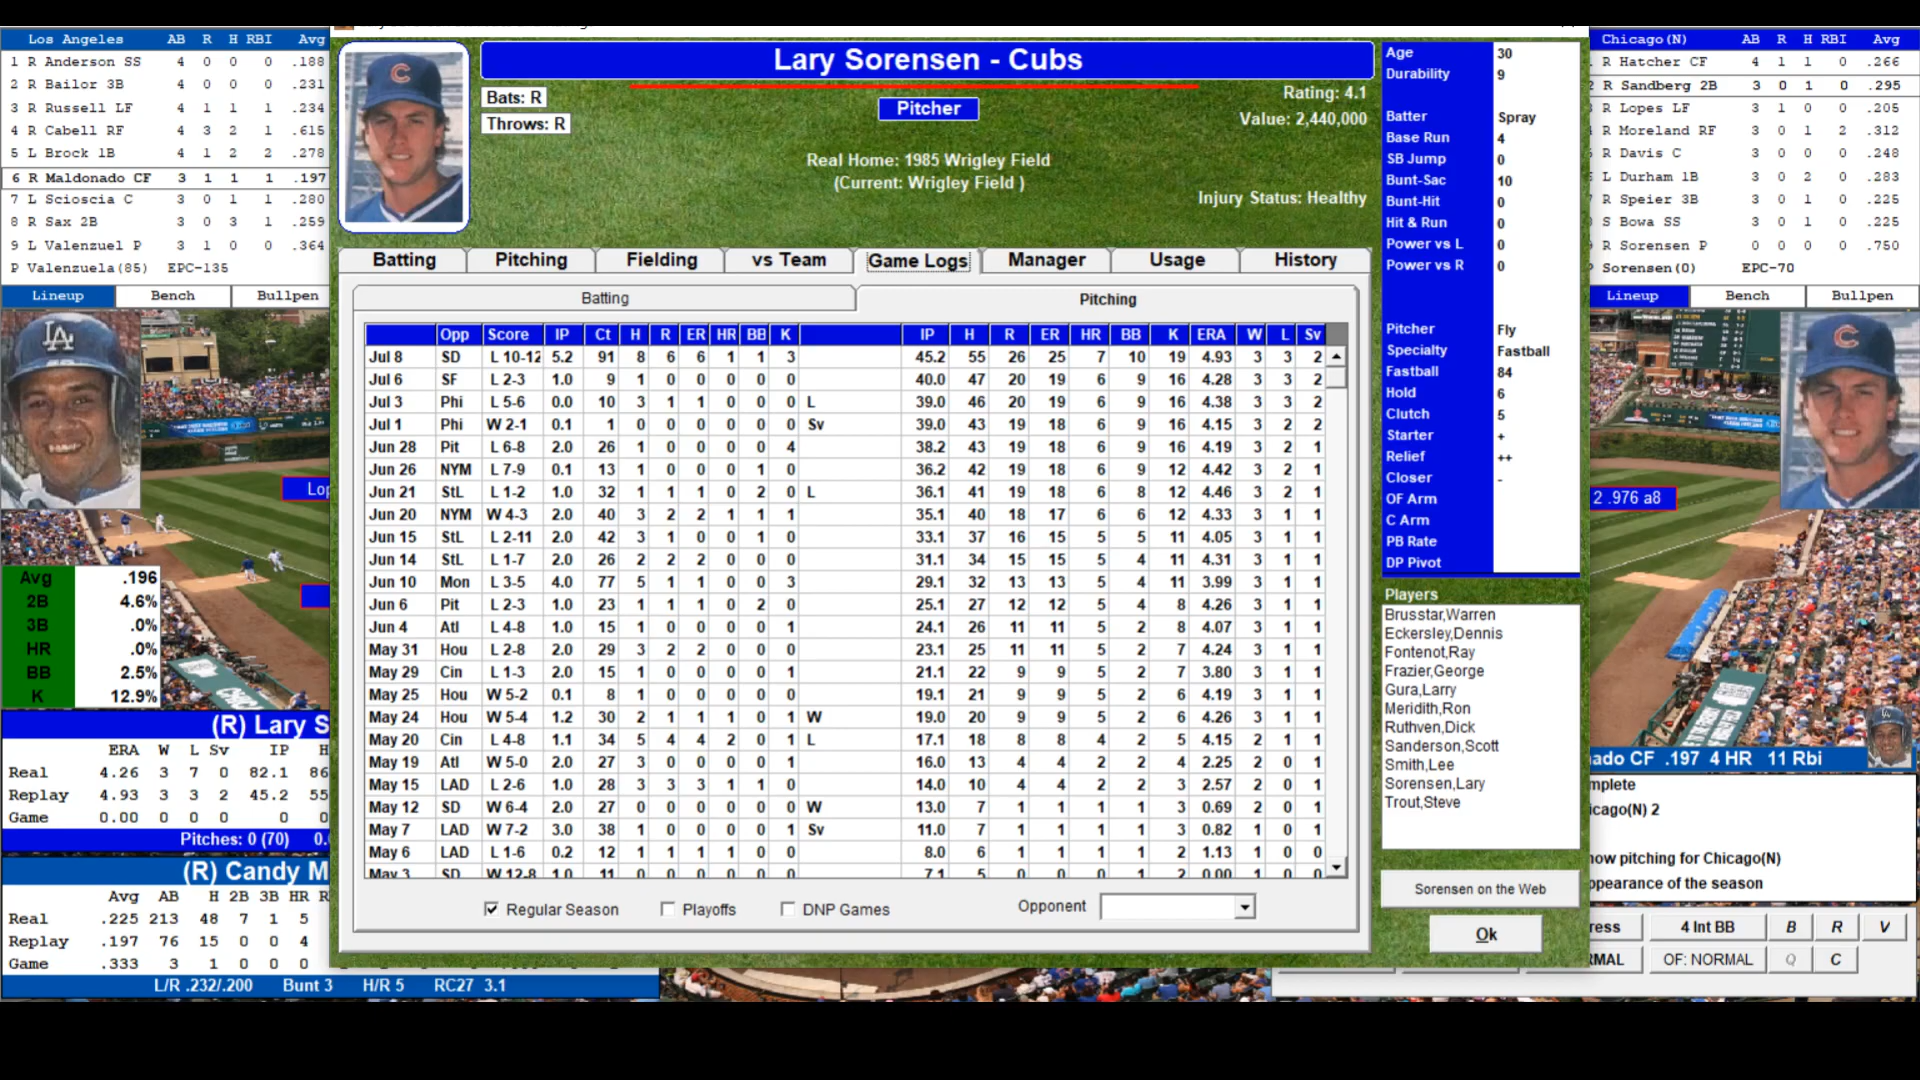 Los Angeles AB R H RBI Avg
1 R Anderson SS 4 0 0 0 .188
2 R Bailor 3B 4 0 0 0 .231
3 R Russell LF 4 1 1 1 .234
4 R Cabell RF 4 3 2 1 .615
5 L Brock 1B 4 1 2 2 .278
6 R Maldonado CF 3 1 1 1 .197
7 L Scioscia C 3 0 1 1 .280
8 R Sax 2B 3 0 3 1 .259
9 L Valenzuel P 3 1 0 0 .364
P Valenzuela(85) EPC-135
Lineup Bench Bullpen
Lary Sorensen - Cubs
Bats: R
Throws: R
Pitcher
Rating: 4.1
Value: 2,440,000
Real Home: 1985 Wrigley Field
(Current: Wrigley Field )
Injury Status: Healthy
Batting Pitching Fielding vs Team Game Logs Manager Usage History
Batting Pitching
Opp Score IP Ct H R ER HR BB K IP H R ER HR BB K ERA W L Sv
Jul 8 SD L 10-12 5.2 91 8 6 6 1 1 3 45.2 55 26 25 7 10 19 4.93 3 3 2
Jul 6 SF L 2-3 1.0 9 1 0 0 0 0 0 40.0 47 20 19 6 9 16 4.28 3 3 2
Jul 3 Phi L 5-6 0.0 10 3 1 1 0 0 0 L 39.0 46 20 19 6 9 16 4.38 3 3 2
Jul 1 Phi W 2-1 0.1 1 0 0 0 0 0 0 Sv 39.0 43 19 18 6 9 16 4.15 3 2 2
Jun 28 Pit L 6-8 2.0 26 1 0 0 0 0 4 38.2 43 19 18 6 9 16 4.19 3 2 1
Jun 26 NYM L 7-9 0.1 13 1 0 0 0 1 0 36.2 42 19 18 6 9 12 4.42 3 2 1
Jun 21 StL L 1-2 1.0 32 1 1 1 0 2 0 L 36.1 41 19 18 6 8 12 4.46 3 2 1
Jun 20 NYM W 4-3 2.0 40 3 2 2 1 1 1 35.1 40 18 17 6 6 12 4.33 3 1 1
Jun 15 StL L 2-11 2.0 42 3 1 0 0 1 0 33.1 37 16 15 5 5 11 4.05 3 1 1
Jun 14 StL L 1-7 2.0 26 2 2 2 0 0 0 31.1 34 15 15 5 4 11 4.31 3 1 1
Jun 10 Mon L 3-5 4.0 77 5 1 1 0 0 3 29.1 32 13 13 5 4 11 3.99 3 1 1
Jun 6 Pit L 2-3 1.0 23 1 1 1 0 2 0 25.1 27 12 12 5 4 8 4.26 3 1 1
Jun 4 Atl L 4-8 1.0 15 1 0 0 0 0 1 24.1 26 11 11 5 2 8 4.07 3 1 1
May 31 Hou L 2-8 2.0 29 3 2 2 0 0 0 23.1 25 11 11 5 2 7 4.24 3 1 1
May 29 Cin L 1-3 2.0 15 1 0 0 0 0 1 21.1 22 9 9 5 2 7 3.80 3 1 1
May 25 Hou W 5-2 0.1 8 1 0 0 0 0 0 19.1 21 9 9 5 2 6 4.19 3 1 1
May 24 Hou W 5-4 1.2 30 2 1 1 1 0 1 W 19.0 20 9 9 5 2 6 4.26 3 1 1
May 20 Cin L 4-8 1.1 34 5 4 4 2 0 1 L 17.1 18 8 8 4 2 5 4.15 2 1 1
May 19 Atl W 5-0 2.0 27 3 0 0 0 0 1 16.0 13 4 4 2 2 4 2.25 2 0 1
May 15 LAD L 2-6 1.0 28 3 3 3 1 1 0 14.0 10 4 4 2 2 3 2.57 2 0 1
May 12 SD W 6-4 2.0 27 0 0 0 0 0 0 W 13.0 7 1 1 1 1 3 0.69 2 0 1
May 7 LAD W 7-2 3.0 38 1 0 0 0 0 1 Sv 11.0 7 1 1 1 1 3 0.82 1 0 1
May 6 LAD L 1-6 0.2 12 1 1 1 1 0 0 8.0 6 1 1 1 1 2 1.13 1 0 0
May 3 SD W 12-8 1.0 11 0 0 0 0 0 0 7.1 5 0 0 0 1 2 0.00 1 0 0
Regular Season Playoffs DNP Games Opponent
Age 30
Durability 9
Batter Spray
Base Run 4
SB Jump 0
Bunt-Sac 10
Bunt-Hit 0
Hit & Run 0
Power vs L 0
Power vs R 0
Pitcher Fly
Specialty Fastball
Fastball 84
Hold 6
Clutch 5
Starter +
Relief ++
Closer -
OF Arm
C Arm
PB Rate
DP Pivot
Players
Brusstar,Warren
Eckersley,Dennis
Fontenot,Ray
Frazier,George
Gura,Larry
Meridith,Ron
Ruthven,Dick
Sanderson,Scott
Smith,Lee
Sorensen,Lary
Trout,Steve
Sorensen on the Web
Ok
Chicago(N) AB R H RBI Avg
R Hatcher CF 4 1 1 0 .266
2 R Sandberg 2B 3 0 1 0 .295
R Lopes LF 3 1 0 0 .205
R Moreland RF 3 0 1 2 .312
R Davis C 3 0 0 0 .248
L Durham 1B 3 0 2 0 .283
R Speier 3B 3 0 1 0 .225
S Bowa SS 3 0 1 0 .225
R Sorensen P 0 0 0 0 .750
Sorensen(0) EPC-70
Lineup Bench Bullpen
Lop
2 .976 a8
Avg .196
2B 4.6%
3B .0%
HR .0%
BB 2.5%
K 12.9%
(R) Lary S
ERA W L Sv IP H
Real 4.26 3 7 0 82.1 86
Replay 4.93 3 3 2 45.2 55
Game 0.00 0 0 0 0 0
Pitches: 0 (70) 0.
(R) Candy M
Avg AB H 2B 3B HR R
Real .225 213 48 7 1 5
Replay .197 76 15 0 0 4
Game .333 3 1 0 0 0
L/R .232/.200 Bunt 3 H/R 5 RC27 3.1
ado CF .197 4 HR 11 Rbi
mplete
icago(N) 2
now pitching for Chicago(N)
ppearance of the season
ress 4 Int BB B R V
RMAL OF: NORMAL Q C